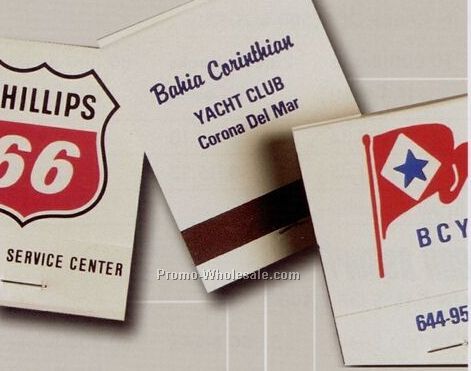 HILLIPS
66
SERVICE CENTER
Bahia Corinthian
YACHT CLUB
Corona Del Mar
BCY
644-95
Promo-Wholesale.com